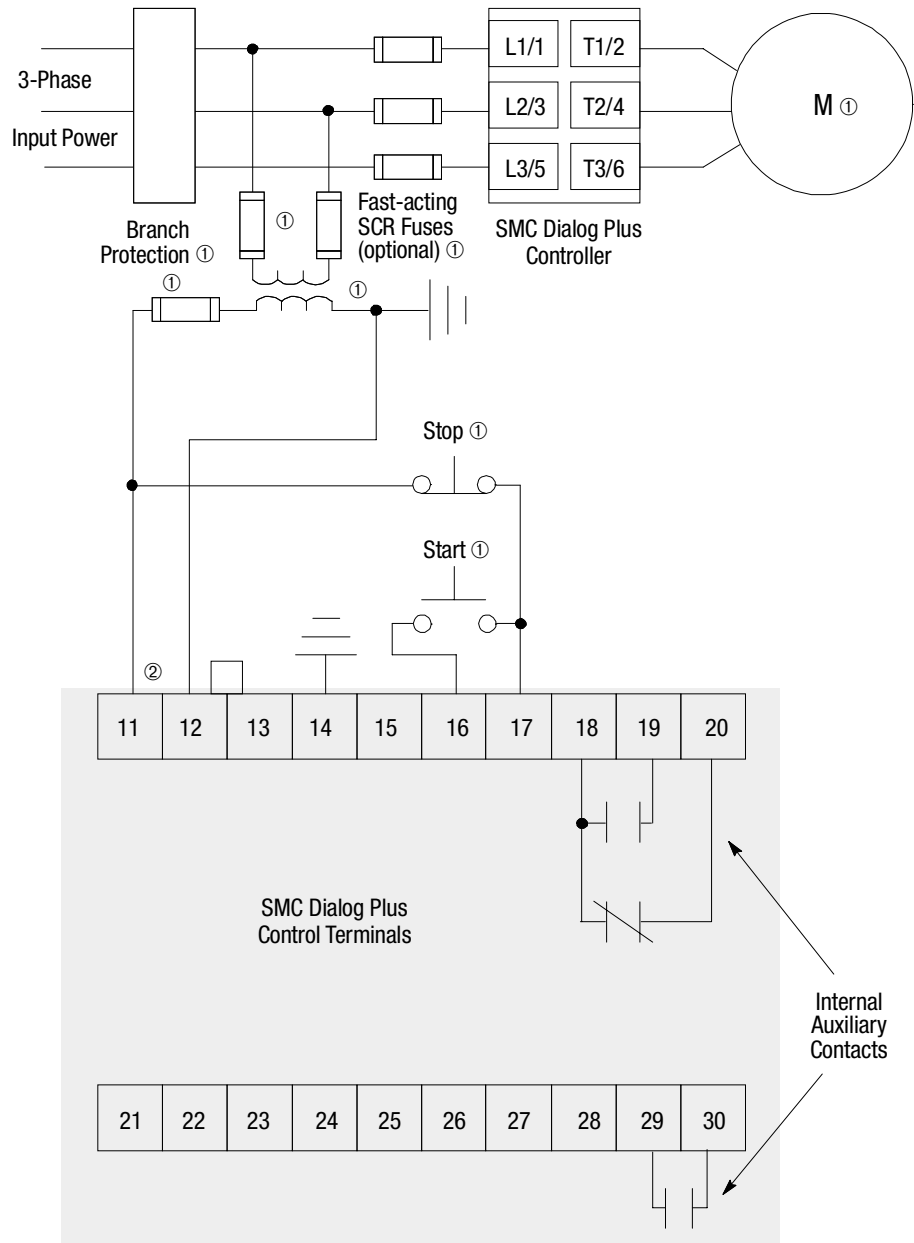 3-Phase
Input Power
L1/1 T1/2
L2/3 T2/4
L3/5 T3/6
M ①
Branch
Protection ①
①
Fast-acting
SCR Fuses
(optional) ①
SMC Dialog Plus
Controller
①
①
Stop ①
Start ①
②
11 12 13 14 15 16 17 18 19 20
SMC Dialog Plus
Control Terminals
Internal
Auxiliary
Contacts
21 22 23 24 25 26 27 28 29 30